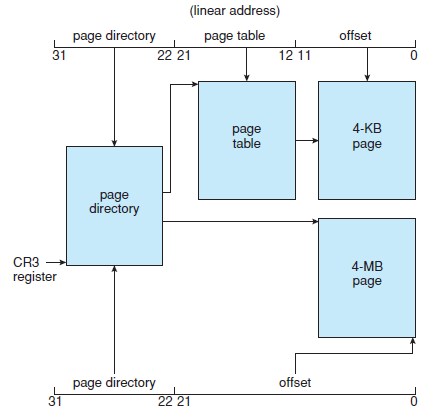 (linear address)
page directory page table offset
31 22 21 12 11 0
page
table
4-KB
page
page
directory
CR3
register
4-MB
page
page directory offset
31 22 21 0